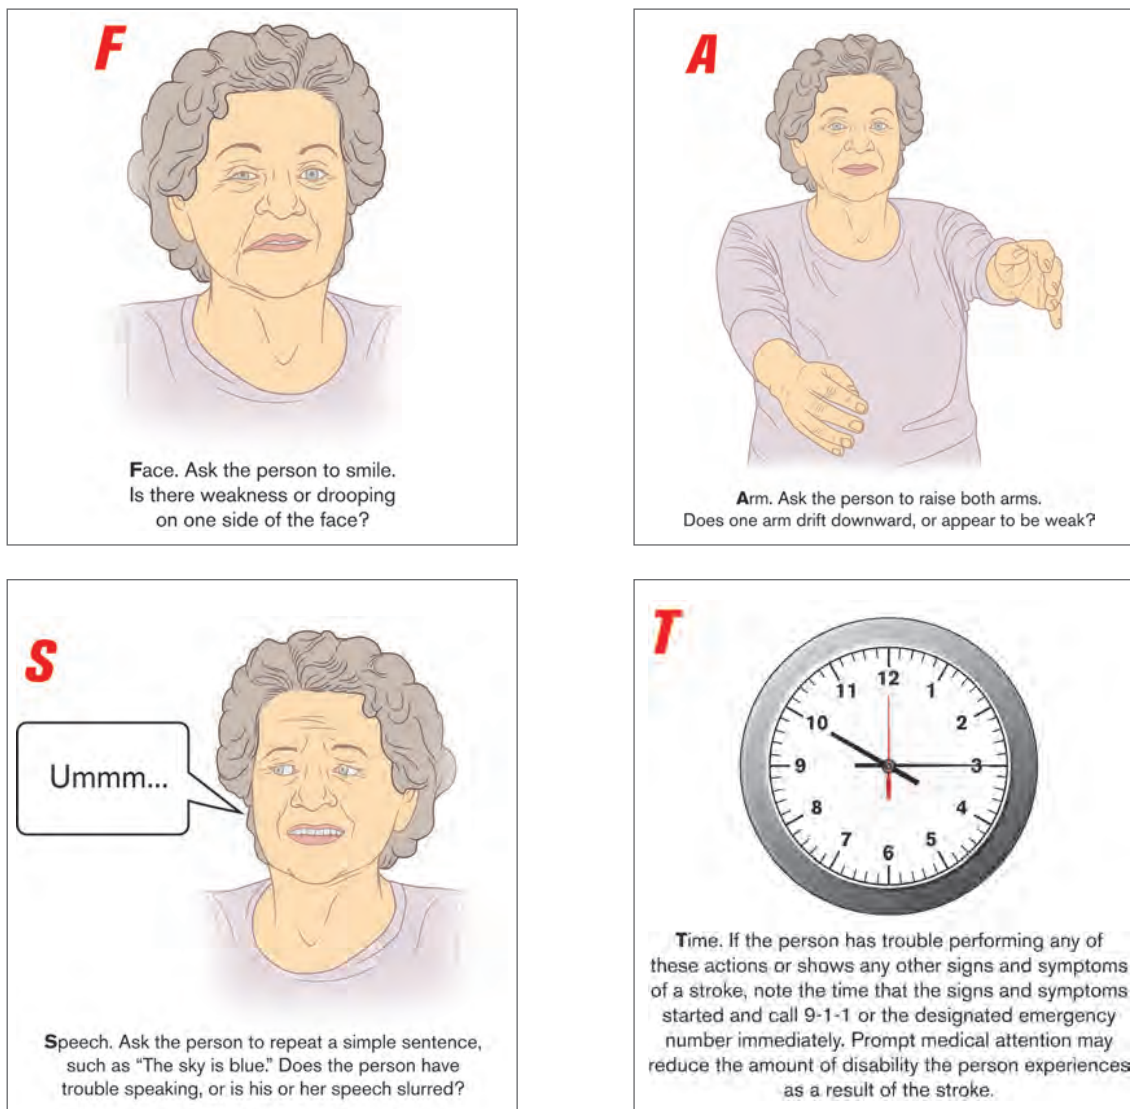 F
Face. Ask the person to smile.
Is there weakness or drooping
on one side of the face?
A
Arm. Ask the person to raise both arms.
Does one arm drift downward, or appear to be weak?
S
Ummm...
Speech. Ask the person to repeat a simple sentence,
such as “The sky is blue.” Does the person have
trouble speaking, or is his or her speech slurred?
T
12
1
2
3
4
5
6
7
8
9
10
11
Time. If the person has trouble performing any of
these actions or shows any other signs and symptoms
of a stroke, note the time that the signs and symptoms
started and call 9-1-1 or the designated emergency
number immediately. Prompt medical attention may
reduce the amount of disability the person experiences
as a result of the stroke.